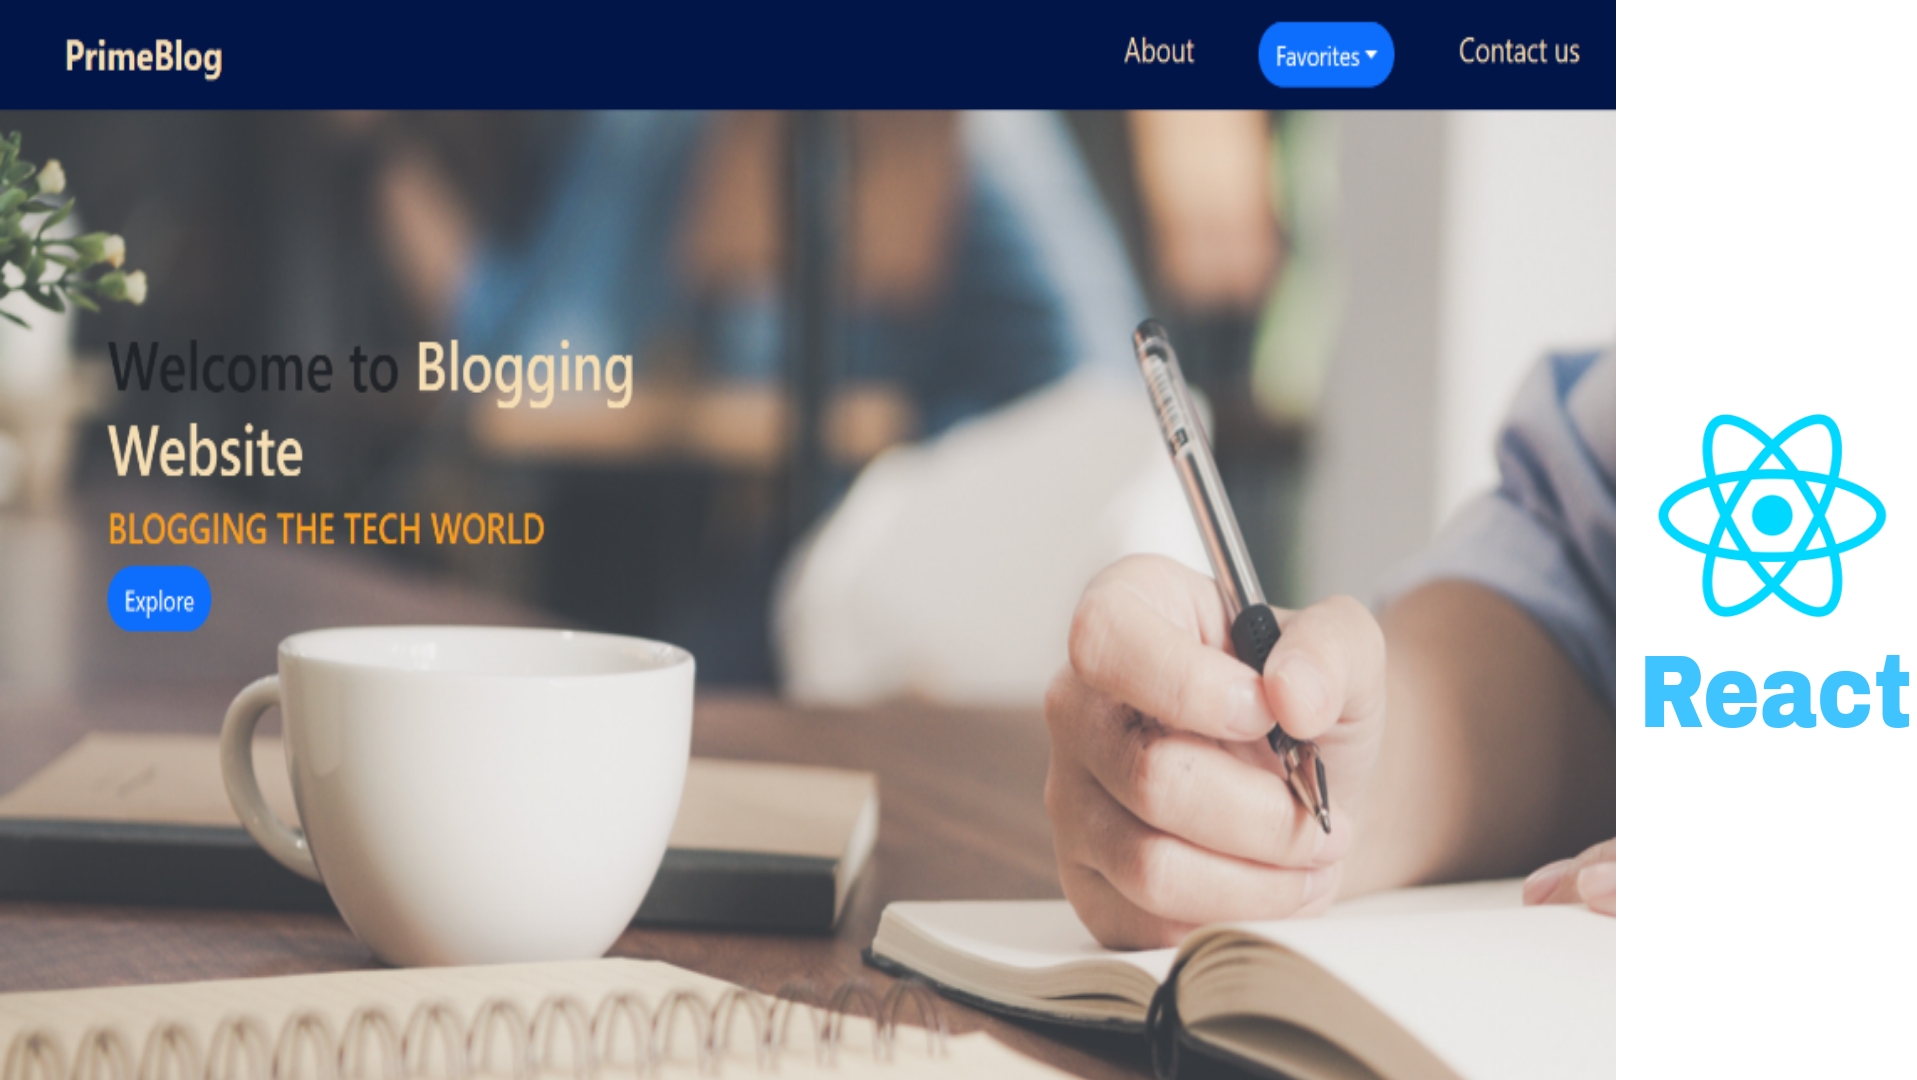 PrimeBlog
About
Favorites
Contact us
Welcome to Blogging
Website
BLOGGING THE TECH WORLD
Explore
React